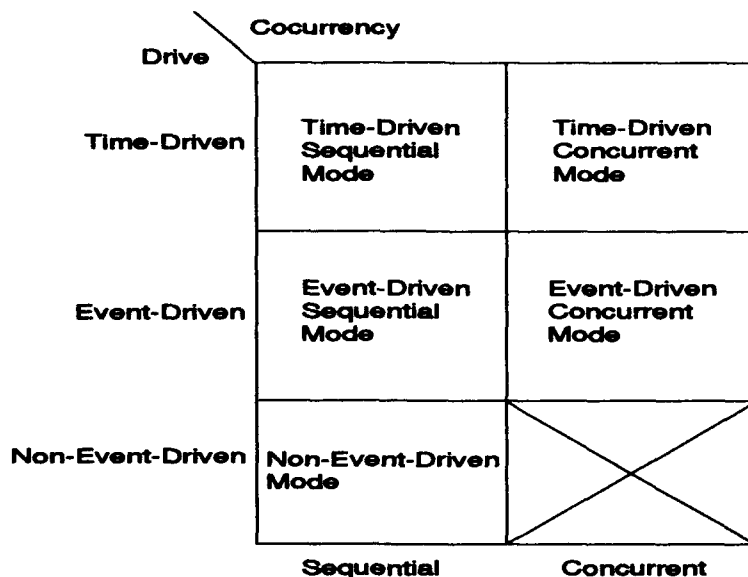 Cocurrency
Drive
Time-Driven
Time-Driven
Sequential
Mode
Time-Driven
Concurrent
Mode
Event-Driven
Event-Driven
Sequential
Mode
Event-Driven
Concurrent
Mode
Non-Event-Driven
Non-Event-Driven
Mode
Sequential
Concurrent